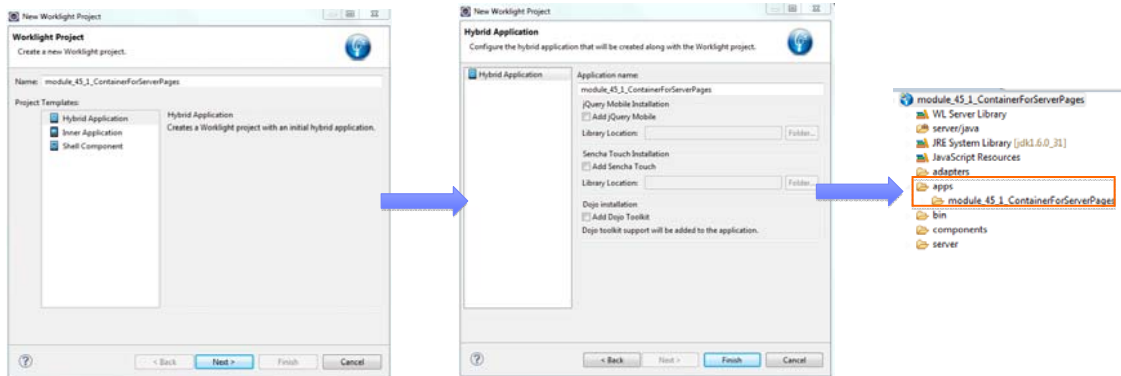 New Worklight Project
Worklight Project
Create a new Worklight project.
Name: module_45_1_ContainerForServerPages
Project Templates:
Hybrid Application
Inner Application
Shell Component
Hybrid Application
Creates a Worklight project with an initial hybrid application.
< Back
Next >
Finish
Cancel
New Worklight Project
Hybrid Application
Configure the hybrid application that will be created along with the Worklight project.
Hybrid Application
Application name:
module_45_1_ContainerForServerPages
jQuery Mobile Installation
Add jQuery Mobile
Library Location:
Folder...
Sencha Touch Installation
Add Sencha Touch
Library Location:
Folder...
Dojo installation
Add Dojo Toolkit
Dojo toolkit support will be added to the application.
< Back
Next >
Finish
Cancel
module_45_1_ContainerForServerPages
WL Server Library
server/java
JRE System Library [jdk1.6.0_31]
JavaScript Resources
adapters
apps
module_45_1_ContainerForServerPages
bin
components
server